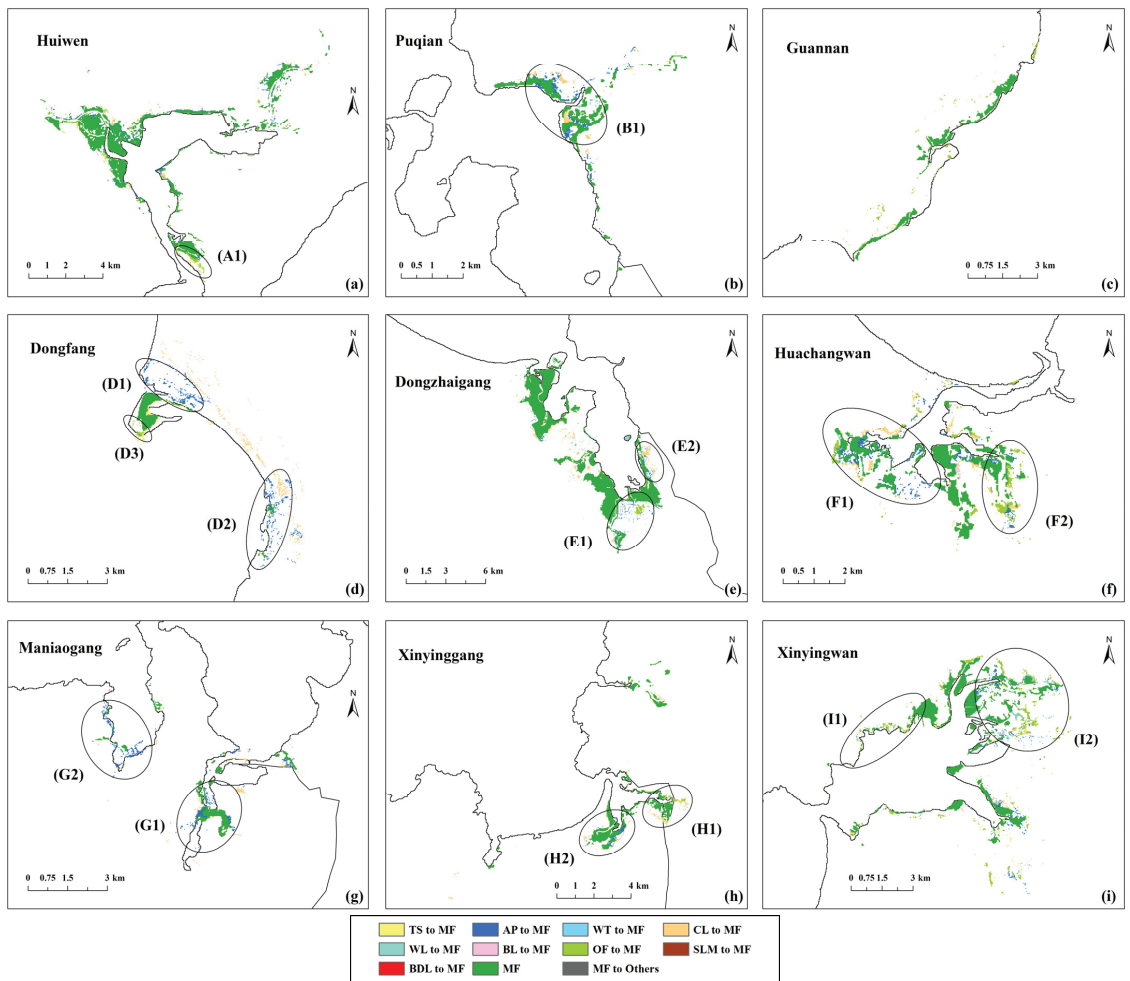 Huiwen
N
(A1)
0 1 2 4 km
(a)
Puqian
N
(B1)
0 0.5 1 2 km
(b)
Guannan
N
0 0.75 1.5 3 km
(c)
Dongfang
N
(D1)
(D3)
(D2)
0 0.75 1.5 3 km
(d)
Dongzhaigang
N
(E2)
(E1)
0 0.75 1.5 6 km
(e)
Huachangwan
N
(F1)
(F2)
0 0.5 1 2 km
(f)
Maniaogang
N
(G2)
(G1)
0 0.75 1.5 3 km
(g)
Xinyinggang
N
(H1)
(H2)
0 1 2 4 km
(h)
Xinyingwan
N
(I1)
(I2)
0 0.75 1.5 3 km
(i)
TS to MF AP to MF WT to MF CL to MF
WL to MF BL to MF OF to MF SLM to MF
BDL to MF MF MF to Others